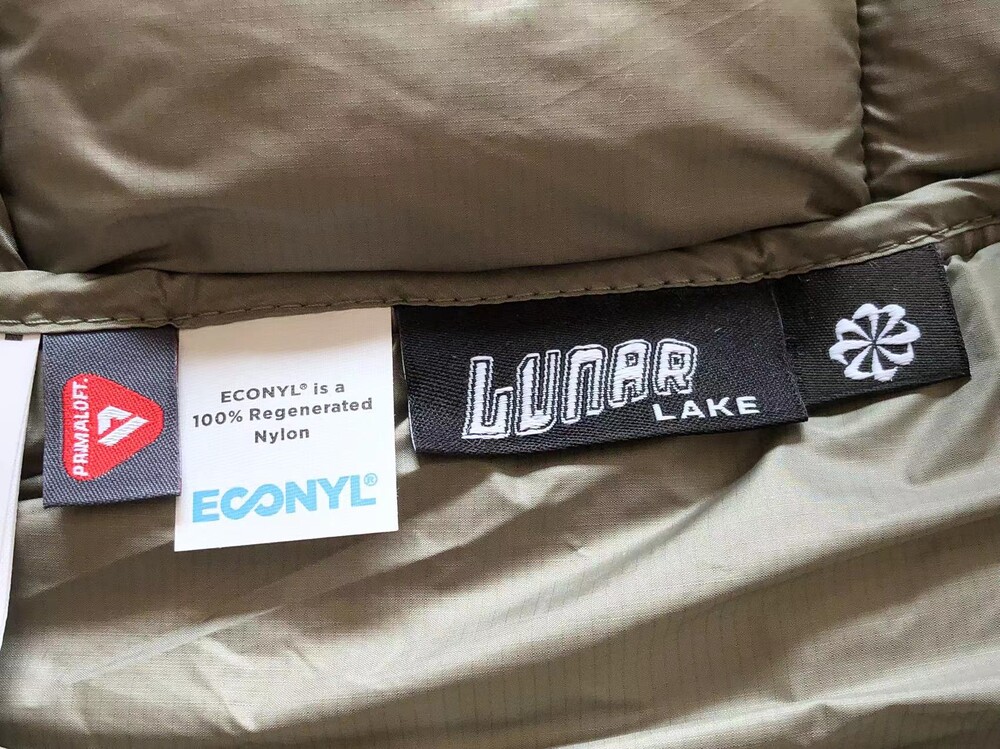 PRIMALOFT.
ECONYL® is a
100% Regenerated
Nylon
ECONYL®
LUNAR
LAKE